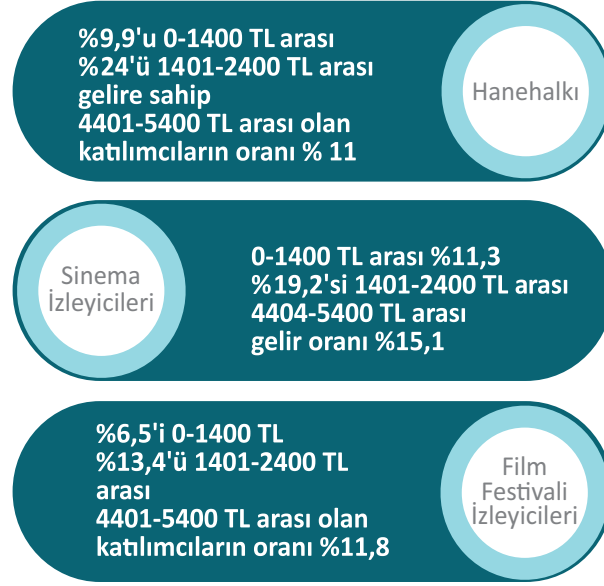 %9,9'u 0-1400 TL arası
%24'ü 1401-2400 TL arası
gelire sahip
4401-5400 TL arası olan
katılımcıların oranı % 11
Hanehalkı
Sinema
İzleyicileri
0-1400 TL arası %11,3
%19,2'si 1401-2400 TL arası
4404-5400 TL arası
gelir oranı %15,1
%6,5'i 0-1400 TL
%13,4'ü 1401-2400 TL
arası
4401-5400 TL arası olan
katılımcıların oranı %11,8
Film
Festivali
İzleyicileri